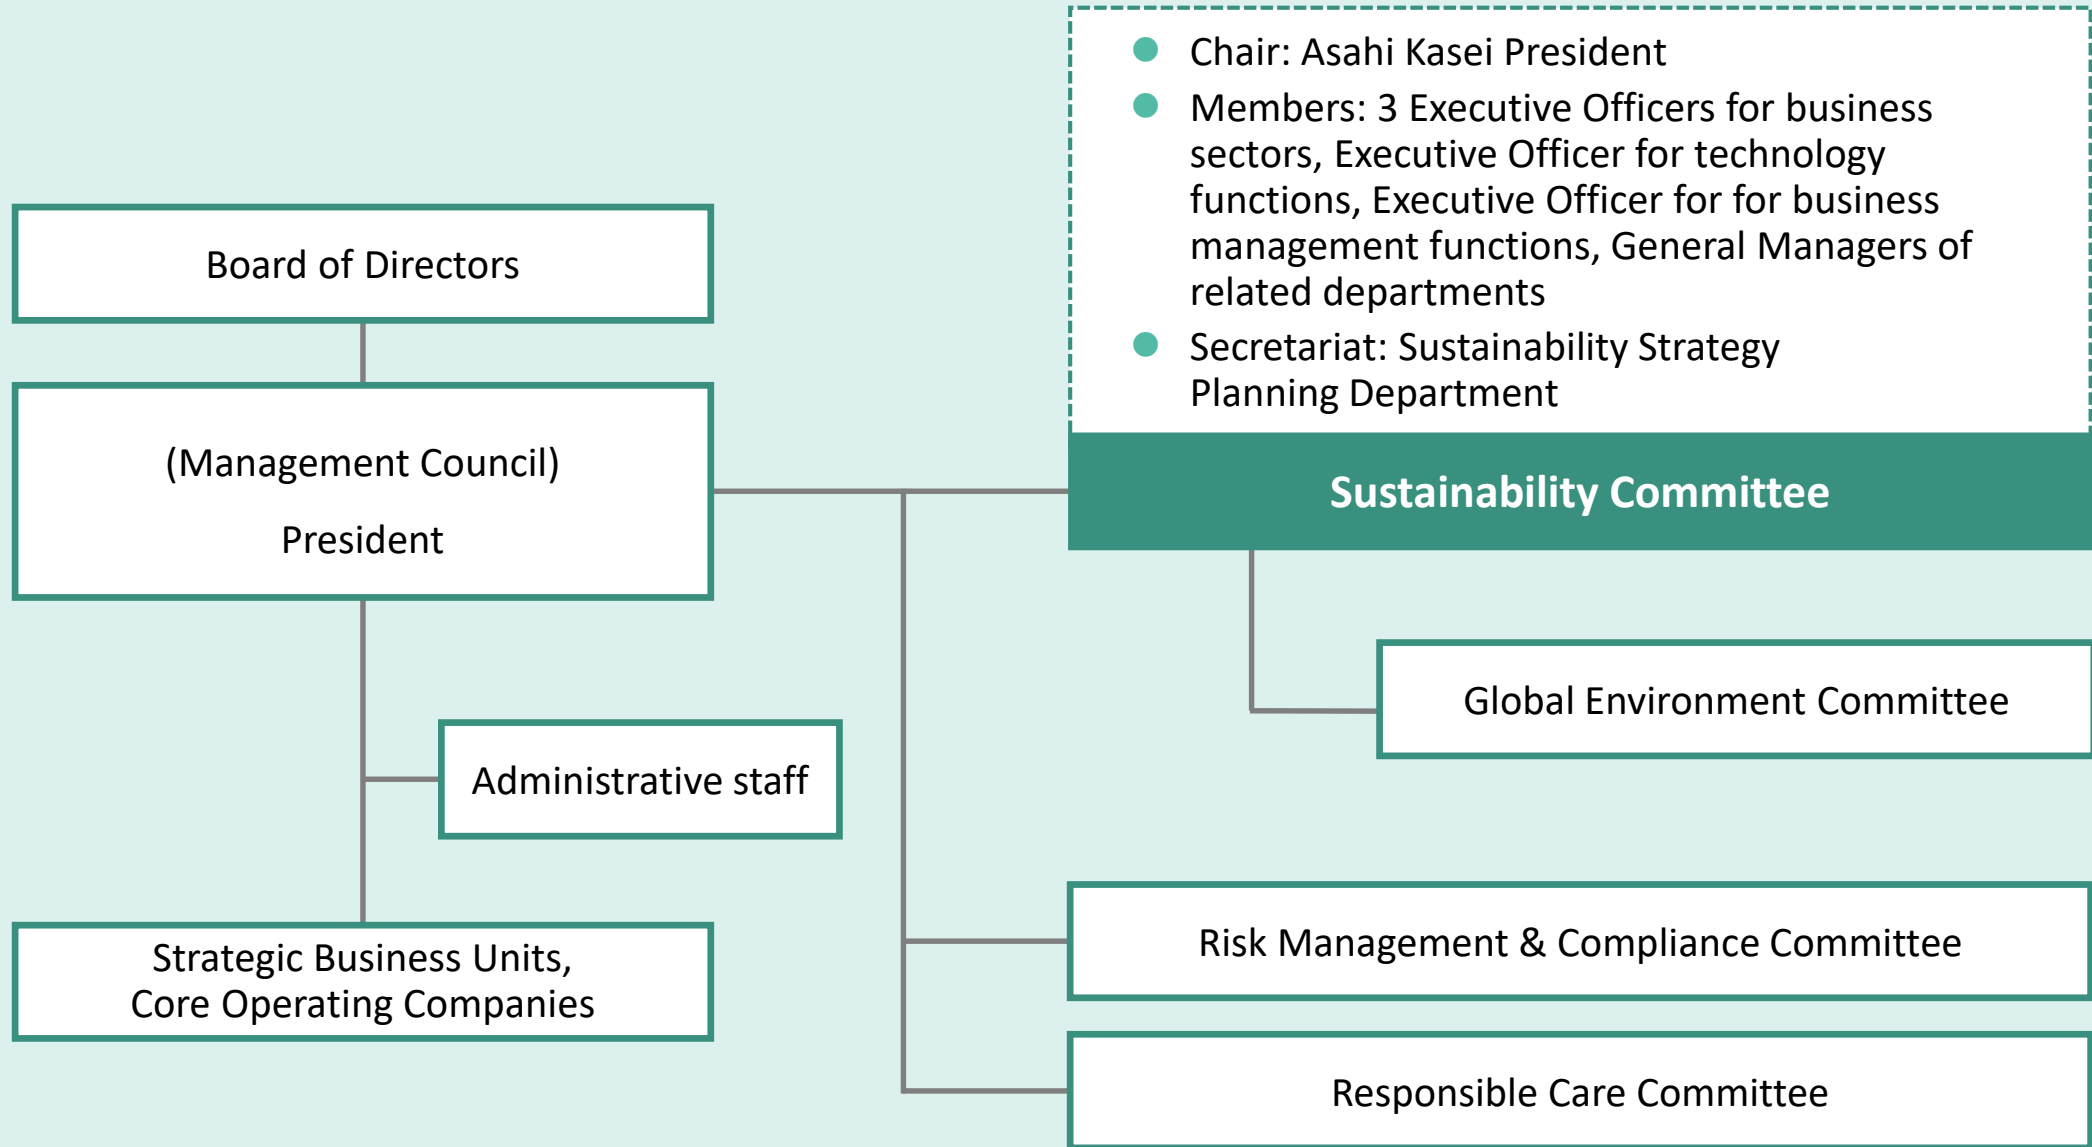 Chair: Asahi Kasei President
Members: 3 Executive Officers for business
sectors, Executive Officer for technology
functions, Executive Officer for for business
management functions, General Managers of
related departments
Secretariat: Sustainability Strategy
Planning Department
Board of Directors
(Management Council)
President
Sustainability Committee
Global Environment Committee
Administrative staff
Strategic Business Units,
Core Operating Companies
Risk Management & Compliance Committee
Responsible Care Committee